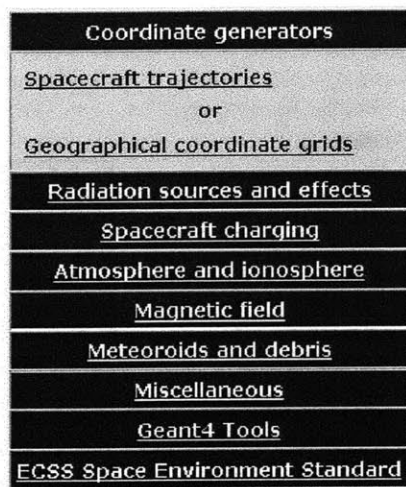 Coordinate generators
Spacecraft trajectories
or
Geographical coordinate grids
Radiation sources and effects
Spacecraft charging
Atmosphere and ionosphere
Magnetic field
Meteoroids and debris
Miscellaneous
Geant4 Tools
ECSS Space Environment Standard